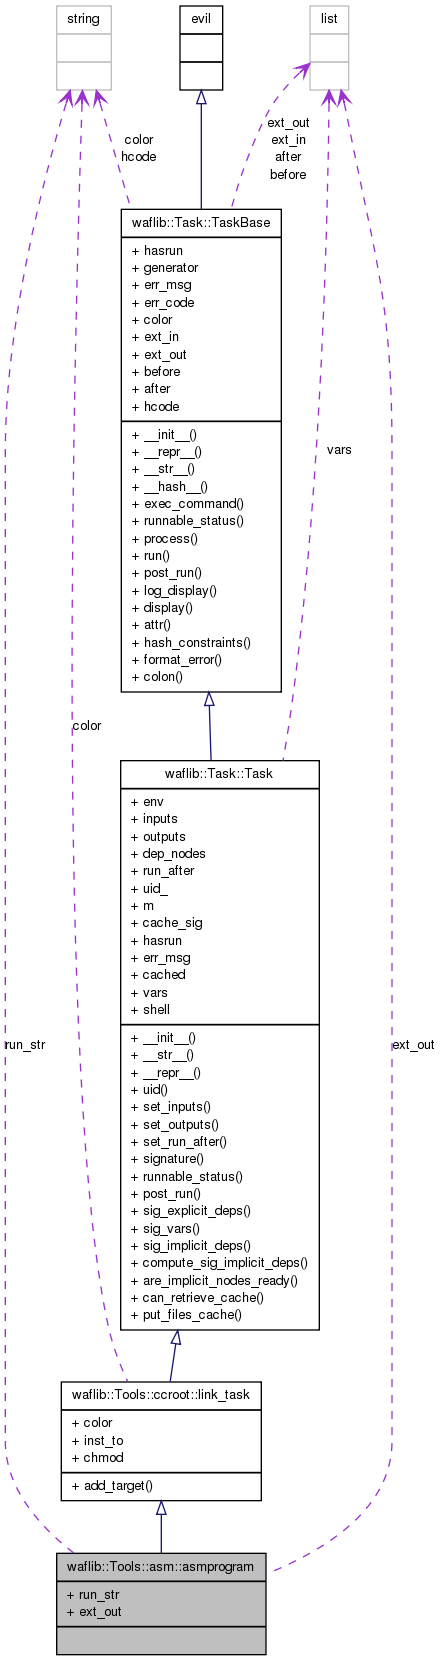 string
evil
list
color
hcode
ext_out
ext_in
after
before
waflib::Task::TaskBase
+ hasrun
+ generator
+ err_msg
+ err_code
+ color
+ ext_in
+ ext_out
+ before
+ after
+ hcode
+ __init__()
+ __repr__()
+ __str__()
+ __hash__()
+ exec_command()
+ runnable_status()
+ process()
+ run()
+ post_run()
+ log_display()
+ display()
+ attr()
+ hash_constraints()
+ format_error()
+ colon()
vars
color
waflib::Task::Task
+ env
+ inputs
+ outputs
+ dep_nodes
+ run_after
+ uid_
+ m
+ cache_sig
+ hasrun
+ err_msg
+ cached
+ vars
+ shell
+ __init__()
+ __str__()
+ __repr__()
+ uid()
+ set_inputs()
+ set_outputs()
+ set_run_after()
+ signature()
+ runnable_status()
+ post_run()
+ sig_explicit_deps()
+ sig_vars()
+ sig_implicit_deps()
+ compute_sig_implicit_deps()
+ are_implicit_nodes_ready()
+ can_retrieve_cache()
+ put_files_cache()
run_str
ext_out
waflib::Tools::ccroot::link_task
+ color
+ inst_to
+ chmod
+ add_target()
waflib::Tools::asm::asmprogram
+ run_str
+ ext_out